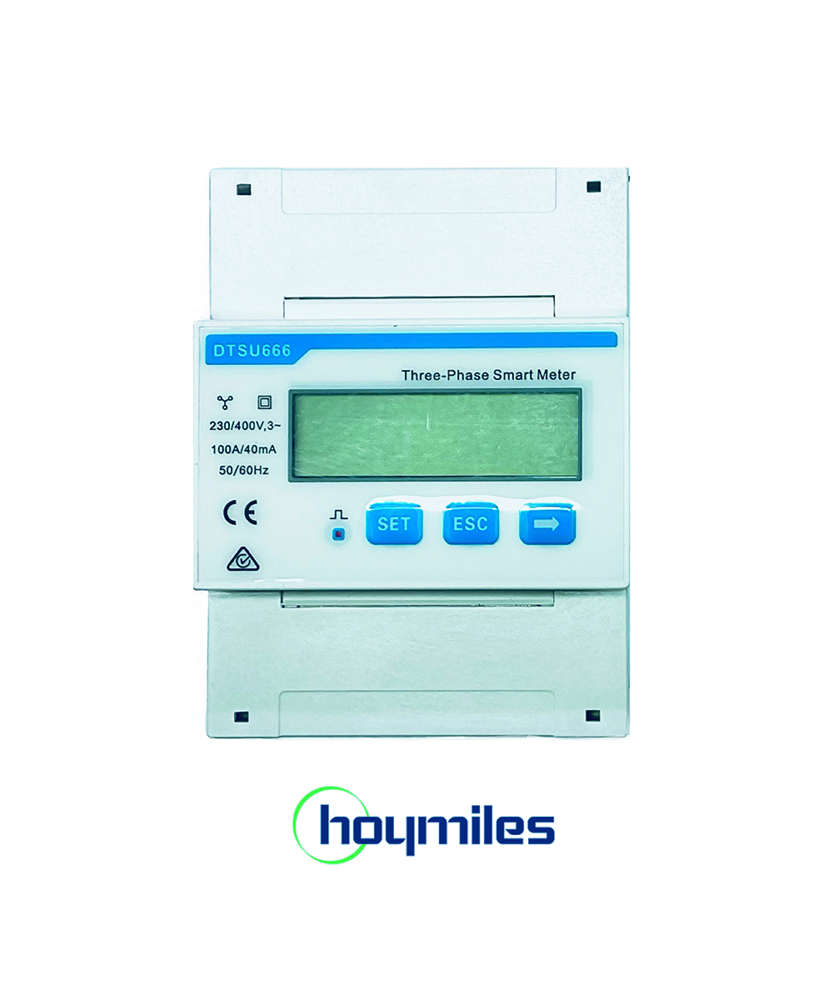 DTSU666
Three-Phase Smart Meter
230/400V,3~
100A/40mA
50/60Hz
CE
SET
ESC
hoymiles